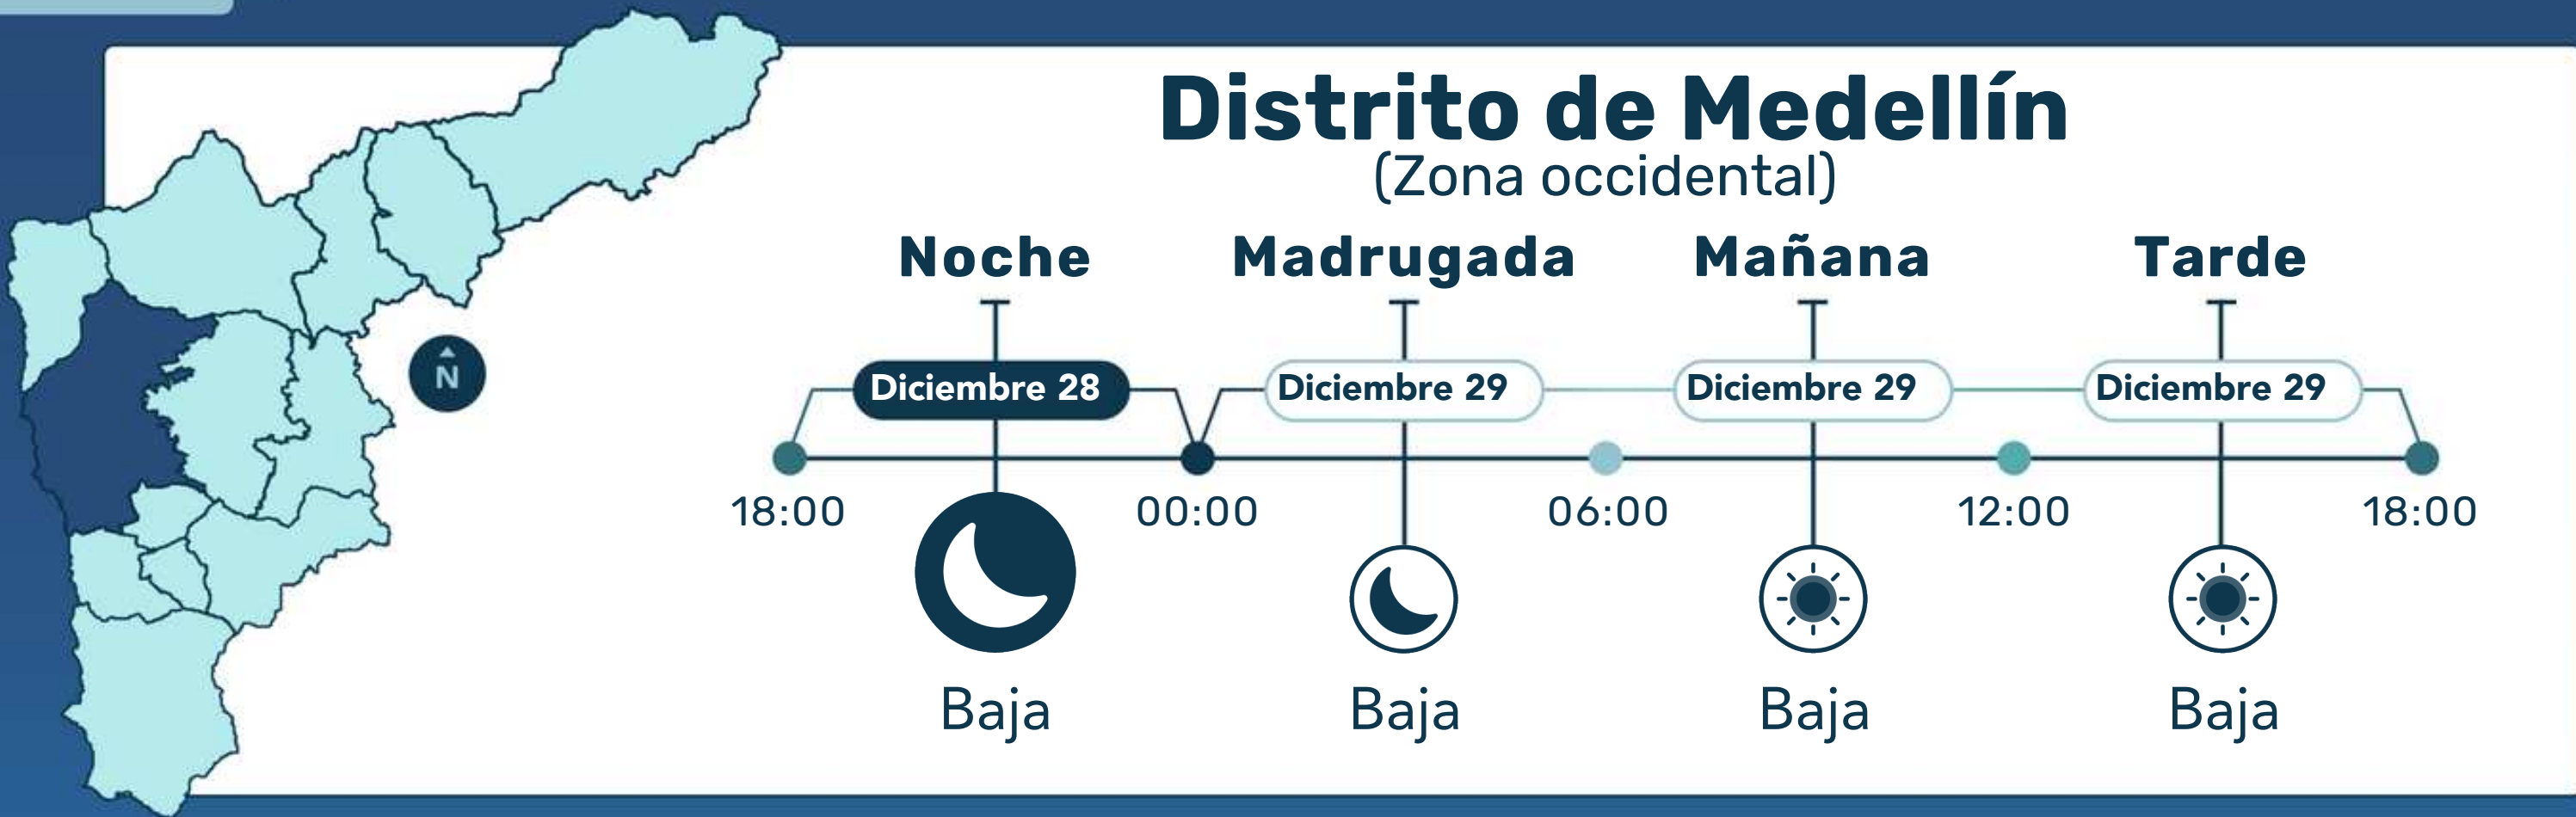 Distrito de Medellín
(Zona occidental)
Noche Madrugada Mañana Tarde
N
Diciembre 28 Diciembre 29 Diciembre 29 Diciembre 29
18:00 00:00 06:00 12:00 18:00
Baja Baja Baja Baja